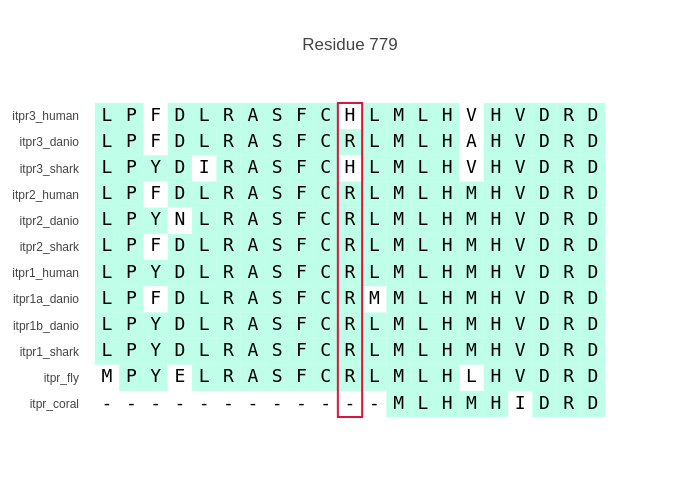 Residue 779
itpr3_human L P F D L R A S F C H L M L H V H V D R D
itpr3_danio L P F D L R A S F C R L M L H A H V D R D
itpr3_shark L P Y D I R A S F C H L M L H V H V D R D
itpr2_human L P F D L R A S F C R L M L H M H V D R D
itpr2_danio L P Y N L R A S F C R L M L H M H V D R D
itpr2_shark L P F D L R A S F C R L M L H M H V D R D
itpr1_human L P Y D L R A S F C R L M L H M H V D R D
itpr1a_danio L P F D L R A S F C R M M L H M H V D R D
itpr1b_danio L P Y D L R A S F C R L M L H M H V D R D
itpr1_shark L P Y D L R A S F C R L M L H M H V D R D
itpr_fly M P Y E L R A S F C R L M L H L H V D R D
itpr_coral - - - - - - - - - - - - M L H M H I D R D